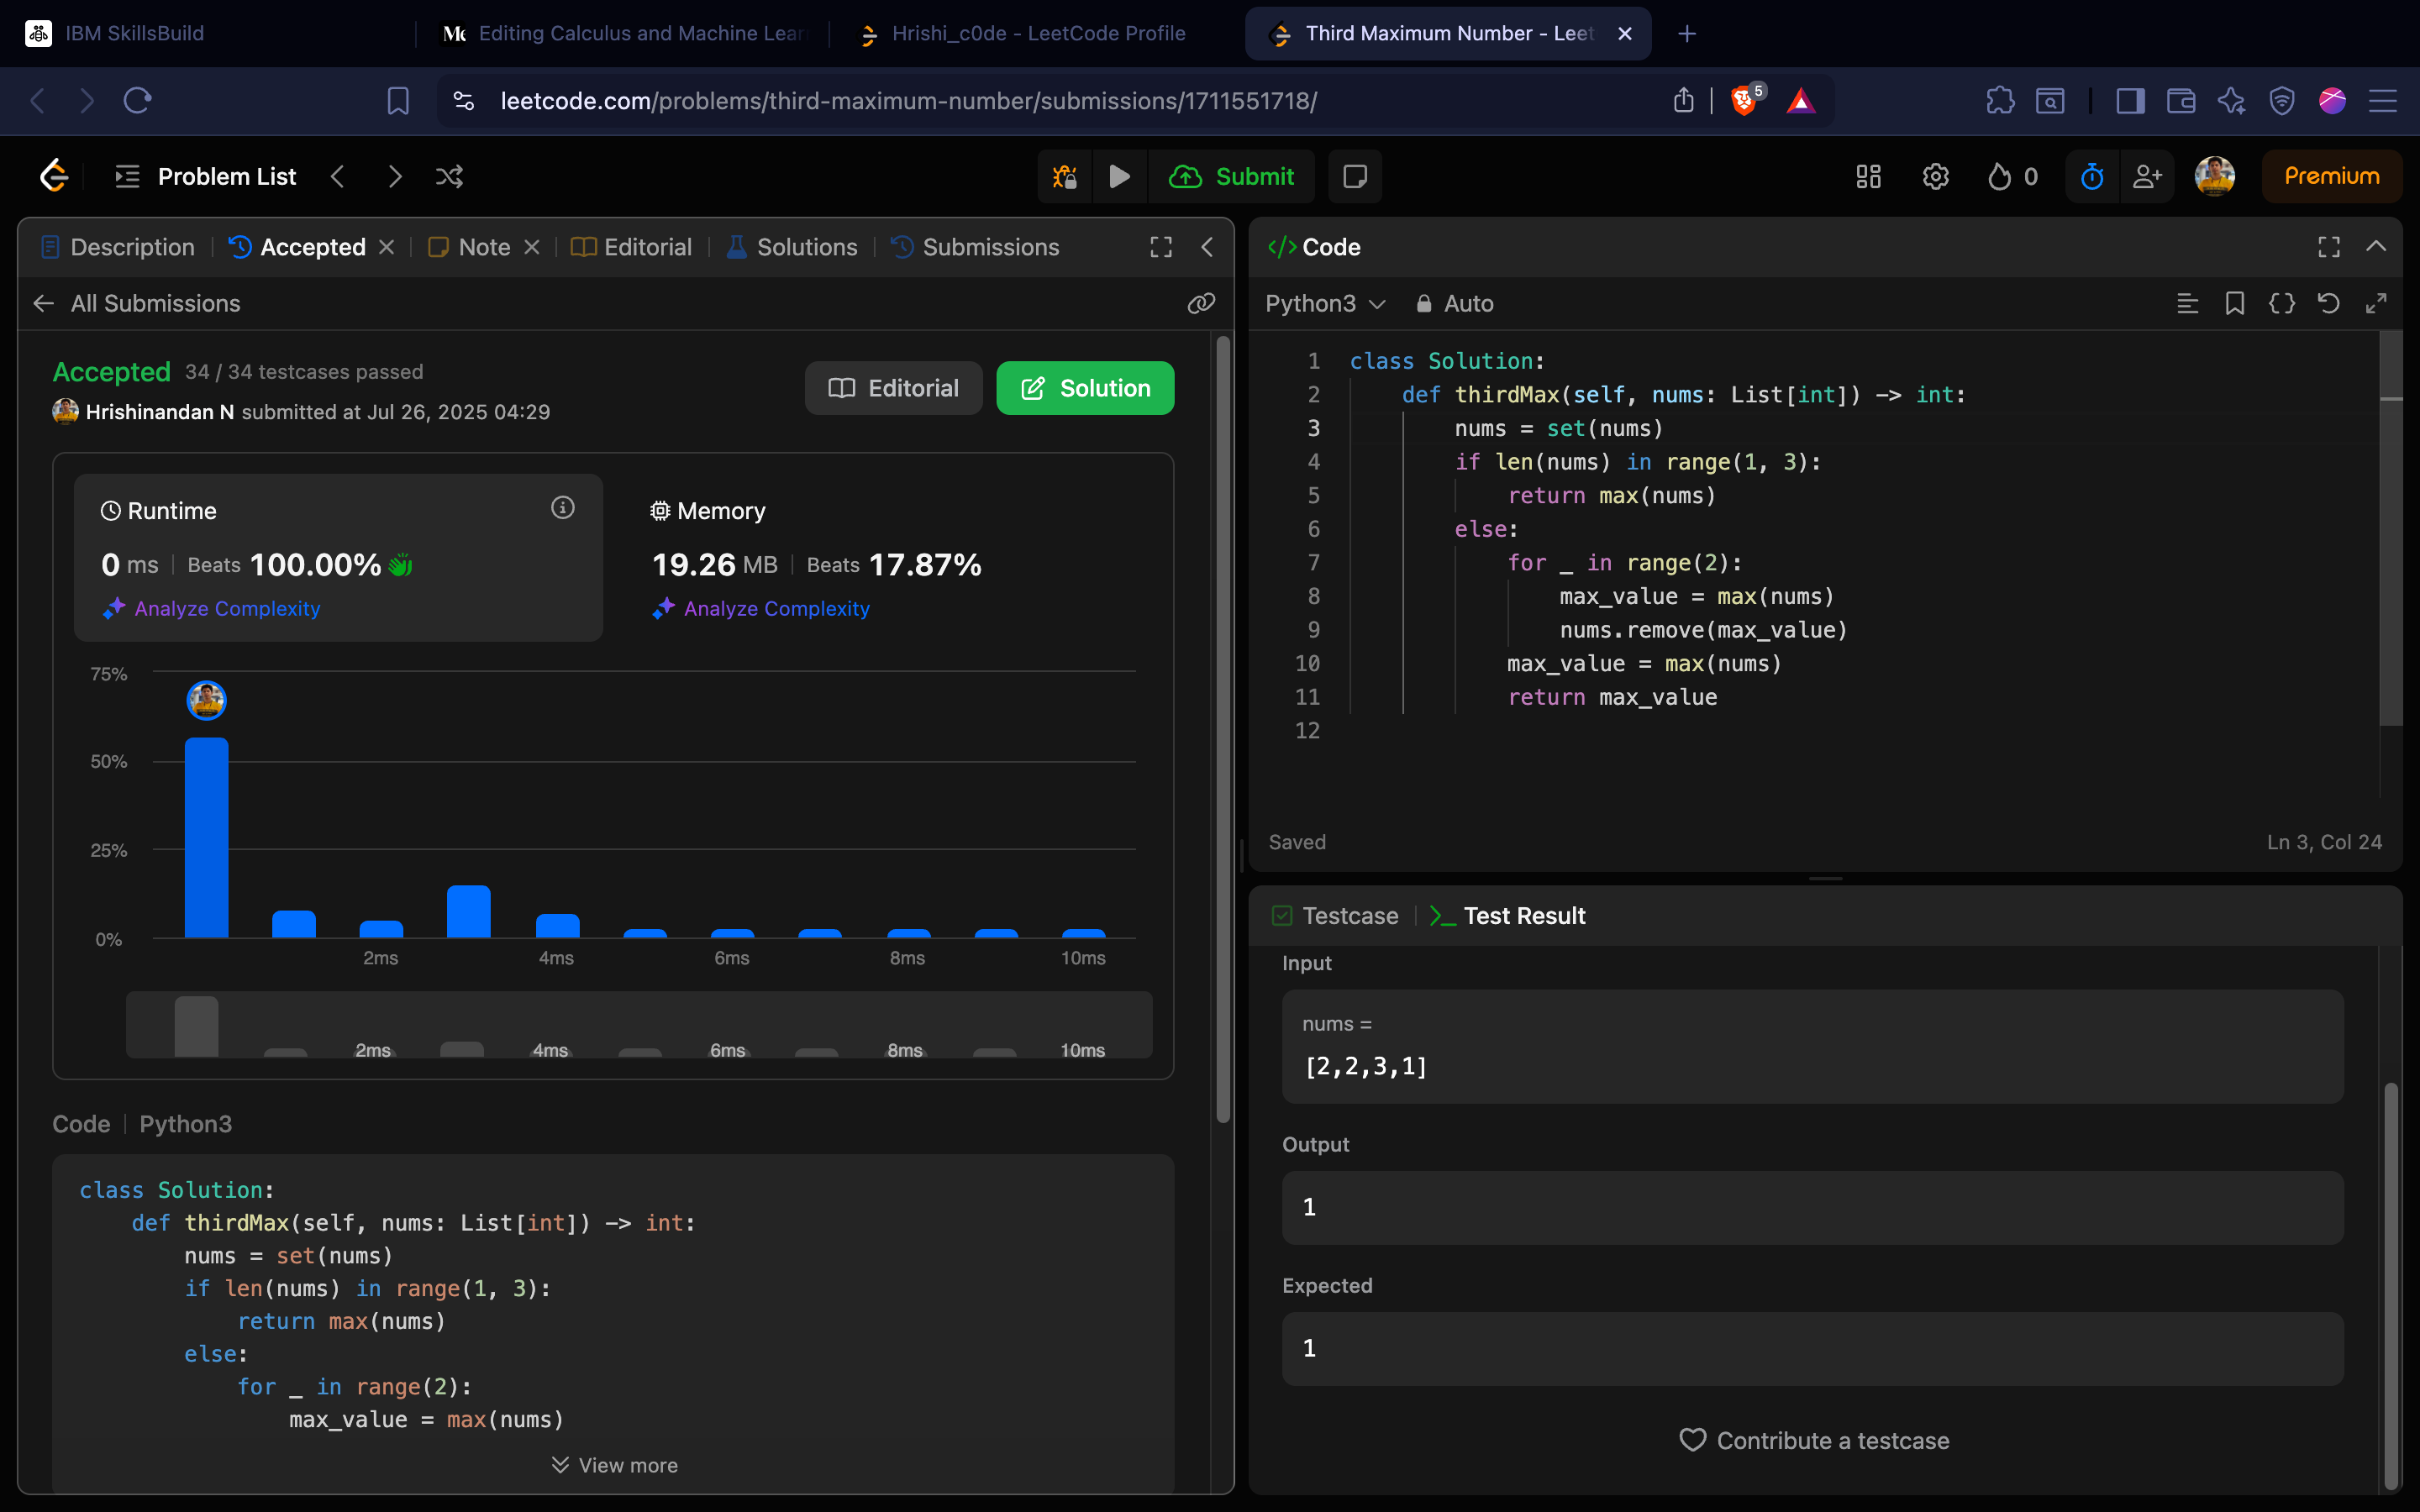 IBM SkillsBuild
Editing Calculus and Machine Lear
Hrishi_c0de - LeetCode Profile
Third Maximum Number - Leet
leetcode.com/problems/third-maximum-number/submissions/1711551718/
5
Problem List
Submit
0
Premium
Description
Accepted
Note
Editorial
Solutions
Submissions
All Submissions
Accepted 34 / 34 testcases passed
Hrishinandan N submitted at Jul 26, 2025 04:29
Editorial
Solution
Runtime
0 ms Beats 100.00%
Analyze Complexity
Memory
19.26 MB Beats 17.87%
Analyze Complexity
75%
50%
25%
0%
2ms 4ms 6ms 8ms 10ms
2ms 4ms 6ms 8ms 10ms
Code Python3
class Solution:
    def thirdMax(self, nums: List[int]) -> int:
        nums = set(nums)
        if len(nums) in range(1, 3):
            return max(nums)
        else:
            for _ in range(2):
                max_value = max(nums)
View more
</> Code
Python3 Auto
1 class Solution:
2     def thirdMax(self, nums: List[int]) -> int:
3         nums = set(nums)
4         if len(nums) in range(1, 3):
5             return max(nums)
6         else:
7             for _ in range(2):
8                 max_value = max(nums)
9                 nums.remove(max_value)
10             max_value = max(nums)
11             return max_value
12
Saved
Ln 3, Col 24
Testcase
Test Result
Input
nums =
[2,2,3,1]
Output
1
Expected
1
Contribute a testcase